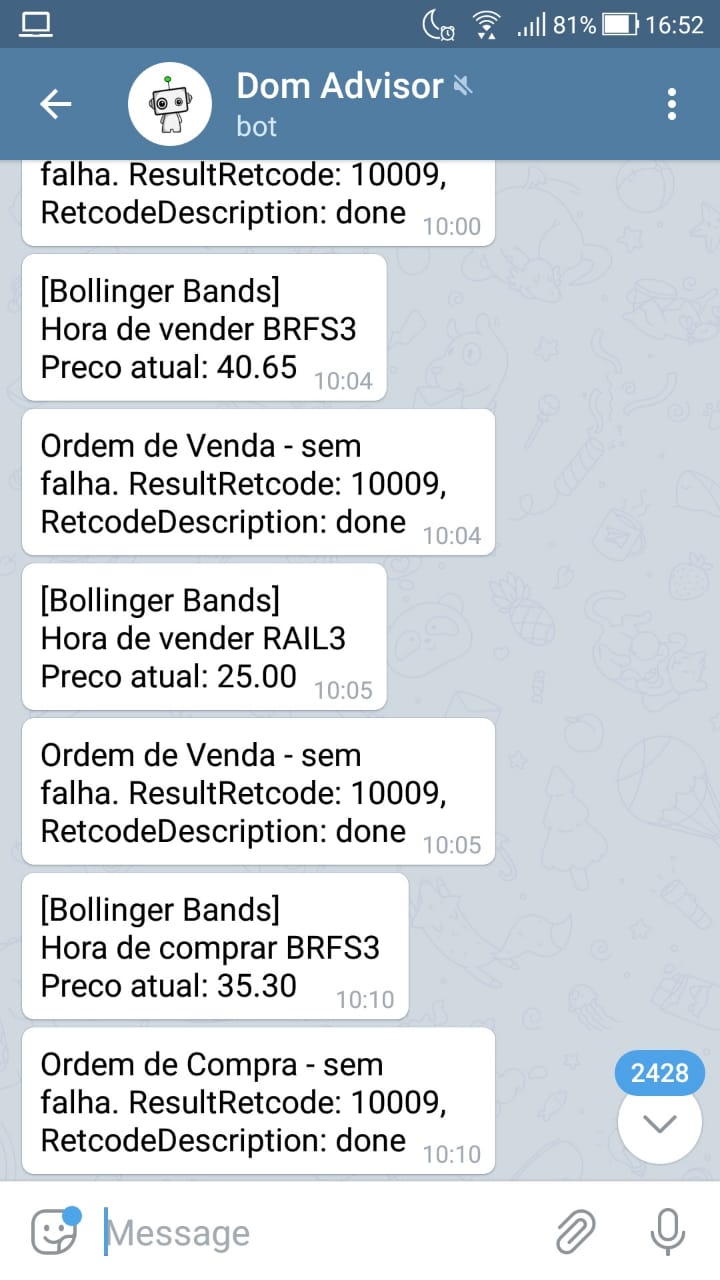 81% 16:52
Dom Advisor
bot
falha. ResultRetcode: 10009,
RetcodeDescription: done 10:00
[Bollinger Bands]
Hora de vender BRFS3
Preco atual: 40.65 10:04
Ordem de Venda - sem
falha. ResultRetcode: 10009,
RetcodeDescription: done 10:04
[Bollinger Bands]
Hora de vender RAIL3
Preco atual: 25.00 10:05
Ordem de Venda - sem
falha. ResultRetcode: 10009,
RetcodeDescription: done 10:05
[Bollinger Bands]
Hora de comprar BRFS3
Preco atual: 35.30 10:10
Ordem de Compra - sem
falha. ResultRetcode: 10009,
RetcodeDescription: done 10:10
2428
Message